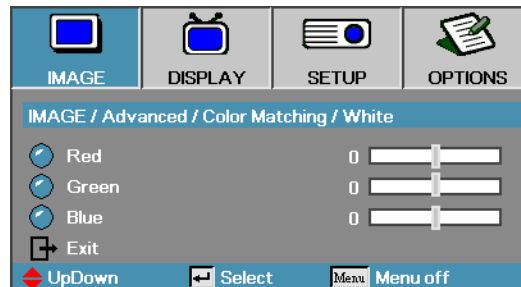 IMAGE DISPLAY SETUP OPTIONS
IMAGE / Advanced / Color Matching / White
Red 0
Green 0
Blue 0
Exit
UpDown Select Menu Menu off